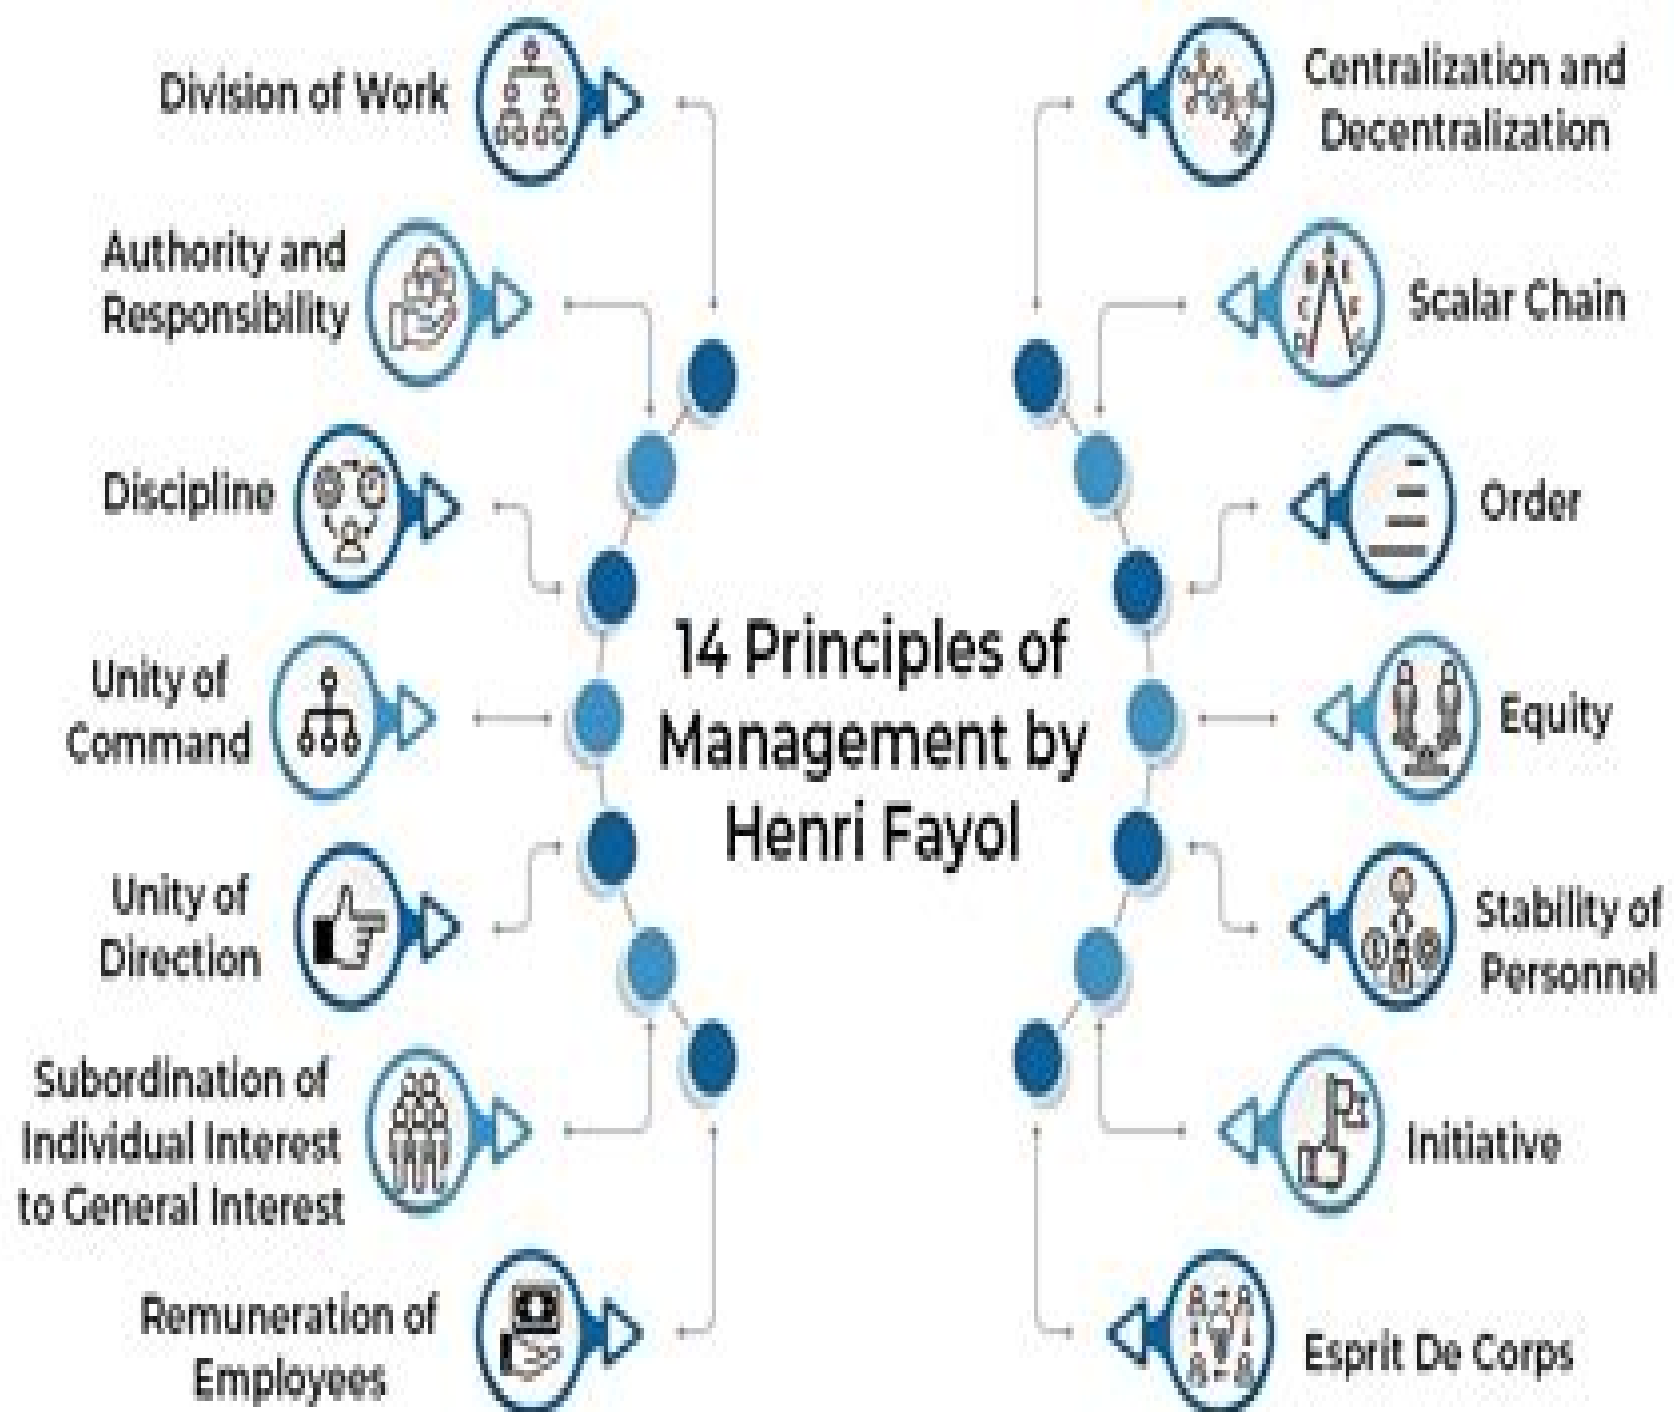 Division of Work
Authority and
Responsibility
Discipline
Unity of
Command
Unity of
Direction
Subordination of
Individual Interest
to General Interest
Remuneration of
Employees
14 Principles of
Management by
Henri Fayol
Centralization and
Decentralization
Scalar Chain
Order
Equity
Stability of
Personnel
Initiative
Esprit De Corps